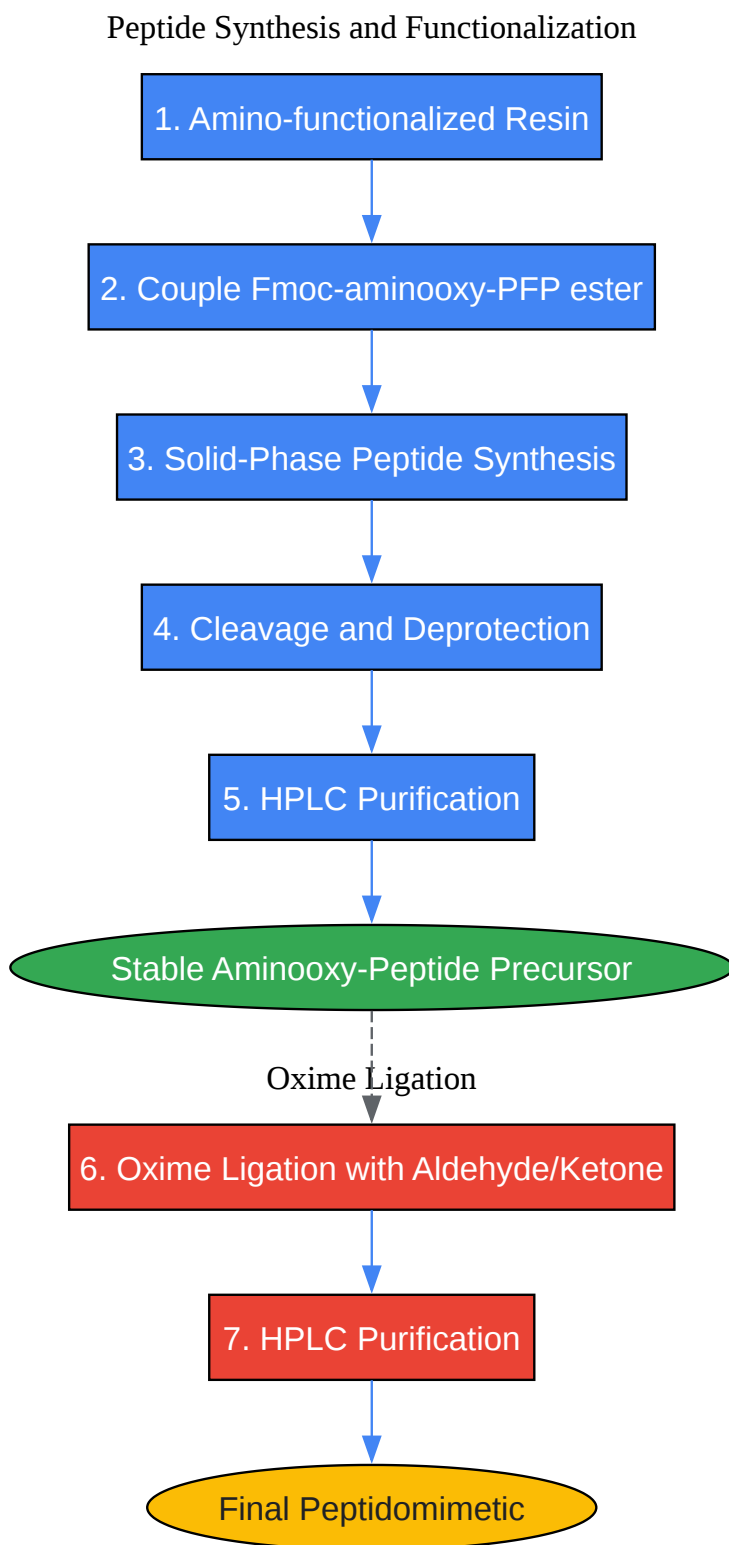 Peptide Synthesis and Functionalization
1. Amino-functionalized Resin
2. Couple Fmoc-aminooxy-PFP ester
3. Solid-Phase Peptide Synthesis
4. Cleavage and Deprotection
5. HPLC Purification
Stable Aminooxy-Peptide Precursor
Oxime Ligation
6. Oxime Ligation with Aldehyde/Ketone
7. HPLC Purification
Final Peptidomimetic